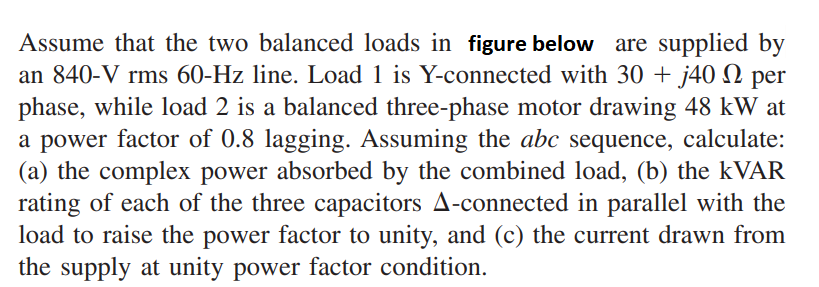 Assume that the two balanced loads in figure below are supplied by
an 840-V rms 60-Hz line. Load 1 is Y-connected with 30 + j40 Ω per
phase, while load 2 is a balanced three-phase motor drawing 48 kW at
a power factor of 0.8 lagging. Assuming the abc sequence, calculate:
(a) the complex power absorbed by the combined load, (b) the kVAR
rating of each of the three capacitors Δ-connected in parallel with the
load to raise the power factor to unity, and (c) the current drawn from
the supply at unity power factor condition.